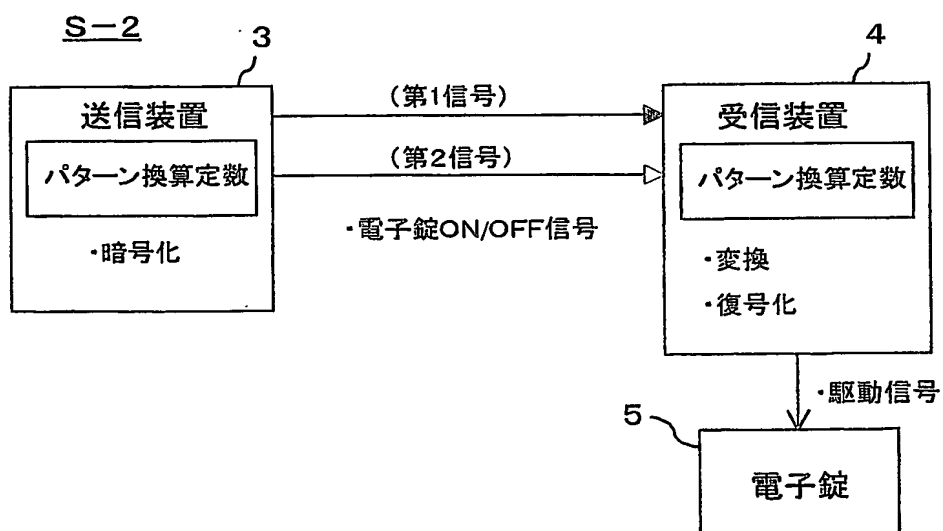 S-2
3
4
送信装置
パターン換算定数
・暗号化
(第1信号)
(第2信号)
・電子錠ON/OFF信号
受信装置
パターン換算定数
・変換
・復号化
・駆動信号
5
電子錠